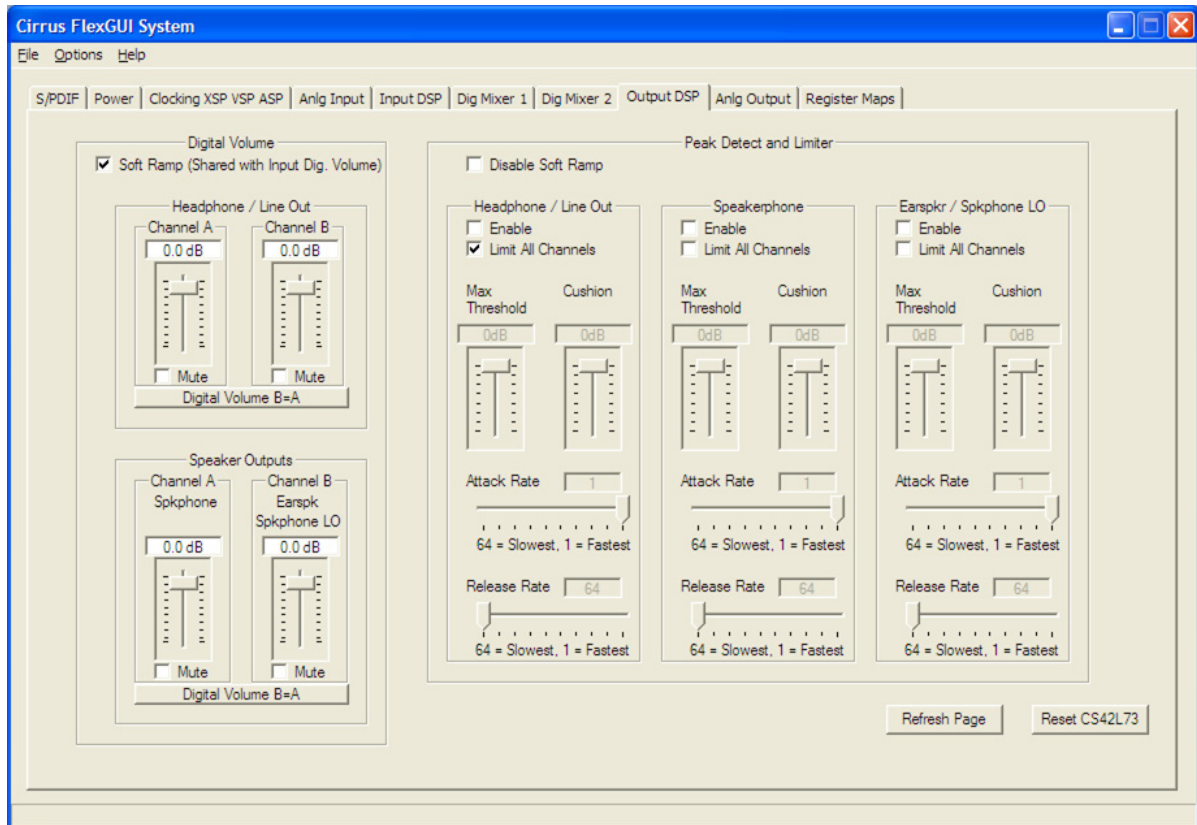 Cirrus FlexGUI System
File Options Help
S/PDIF Power Clocking XSP VSP ASP Anlg Input Input DSP Dig Mixer 1 Dig Mixer 2 Output DSP Anlg Output Register Maps
Digital Volume
Soft Ramp (Shared with Input Dig. Volume)
Headphone / Line Out
Channel A Channel B
0.0 dB 0.0 dB
Mute Mute
Digital Volume B=A
Speaker Outputs
Channel A Channel B
Spkphone Earspk
Spkphone LO
0.0 dB 0.0 dB
Mute Mute
Digital Volume B=A
Peak Detect and Limiter
Disable Soft Ramp
Headphone / Line Out
Enable
Limit All Channels
Max Cushion
Threshold
0dB 0dB
Attack Rate 1
64 = Slowest, 1 = Fastest
Release Rate 64
64 = Slowest, 1 = Fastest
Speakerphone
Enable
Limit All Channels
Max Cushion
Threshold
0dB 0dB
Attack Rate 1
64 = Slowest, 1 = Fastest
Release Rate 64
64 = Slowest, 1 = Fastest
Earspkr / Spkphone LO
Enable
Limit All Channels
Max Cushion
Threshold
0dB 0dB
Attack Rate 1
64 = Slowest, 1 = Fastest
Release Rate 64
64 = Slowest, 1 = Fastest
Refresh Page Reset CS42L73